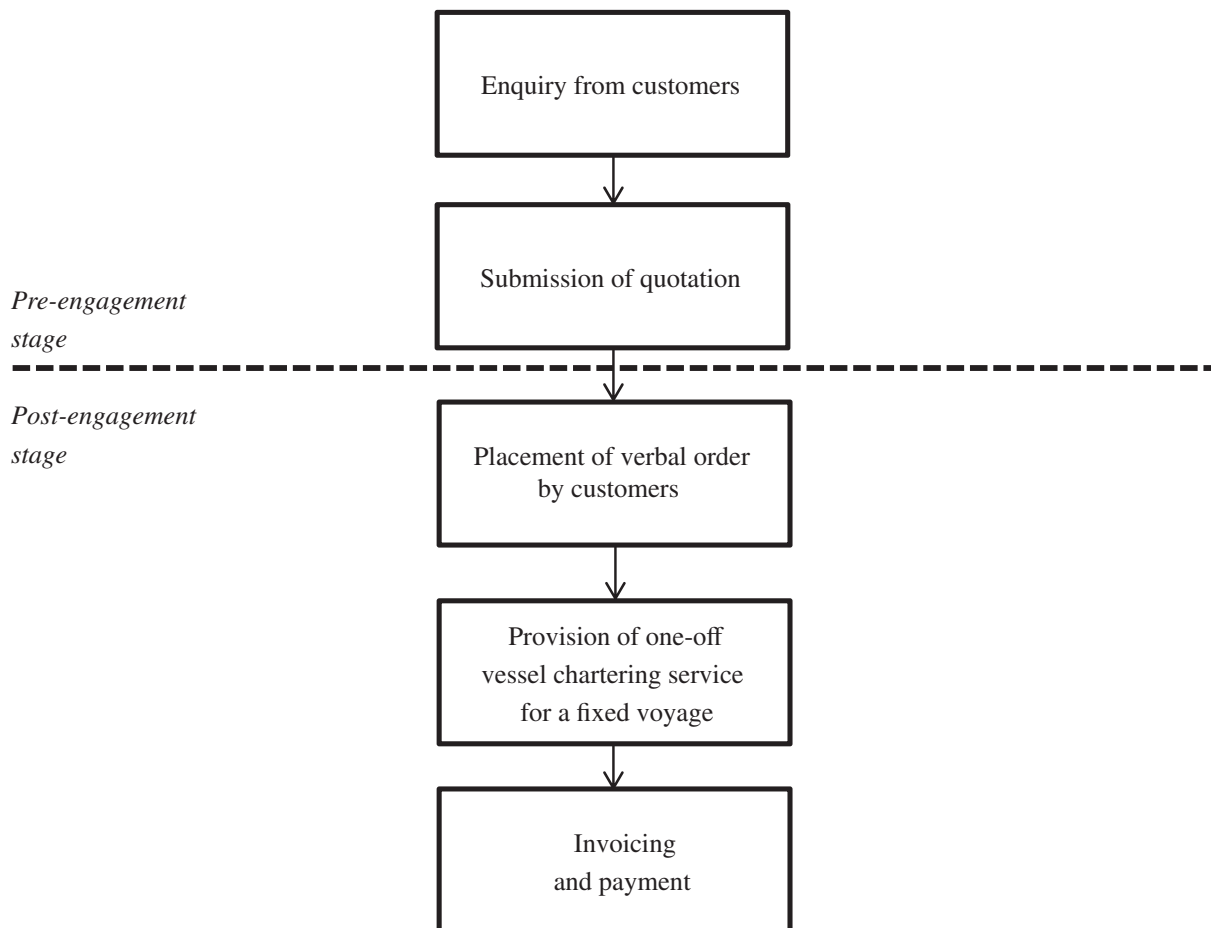 Enquiry from customers
Submission of quotation
Pre-engagement
stage
Post-engagement
stage
Placement of verbal order
by customers
Provision of one-off
vessel chartering service
for a fixed voyage
Invoicing
and payment